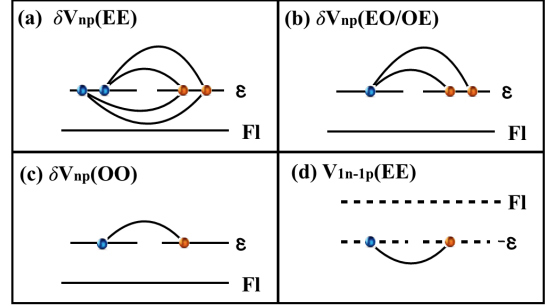 (a) δVnp(EE)
ε
Fl
(b) δVnp(EO/OE)
ε
Fl
(c) δVnp(OO)
ε
Fl
(d) V1n-1p(EE)
Fl
-ε